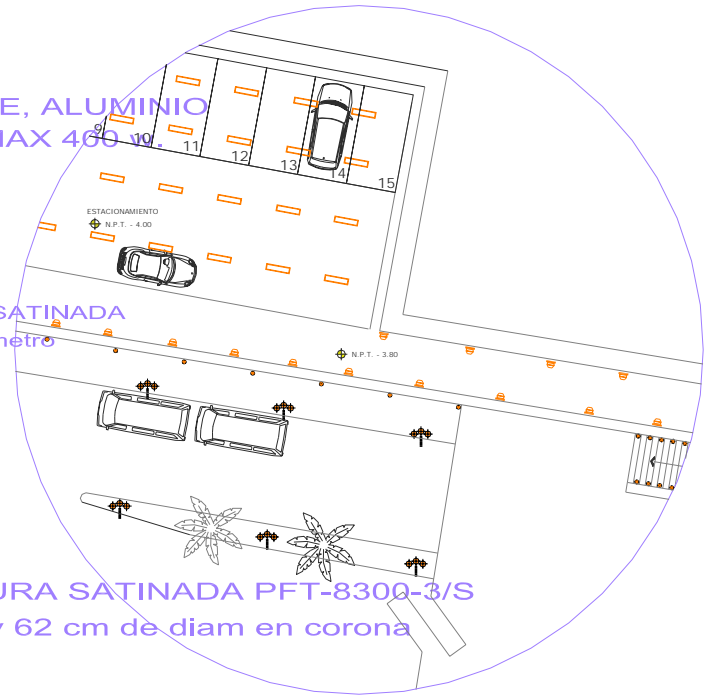 E, ALUMINIO
MAX 400 w.
9
10
11
12
13
14
15
ESTACIONAMIENTO
N.P.T. - 4.00
SATINADA
metro
N.P.T. - 3.80
URA SATINADA PFT-8300-3/S
y 62 cm de diam en corona